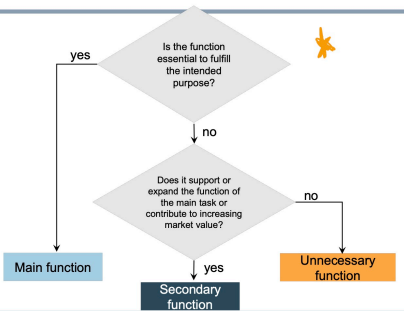 Is the function
essential to fulfill
the intended
purpose?
yes
no
Does it support or
expand the function of
the main task or
contribute to increasing
market value?
no
yes
Main function
Secondary
function
Unnecessary
function